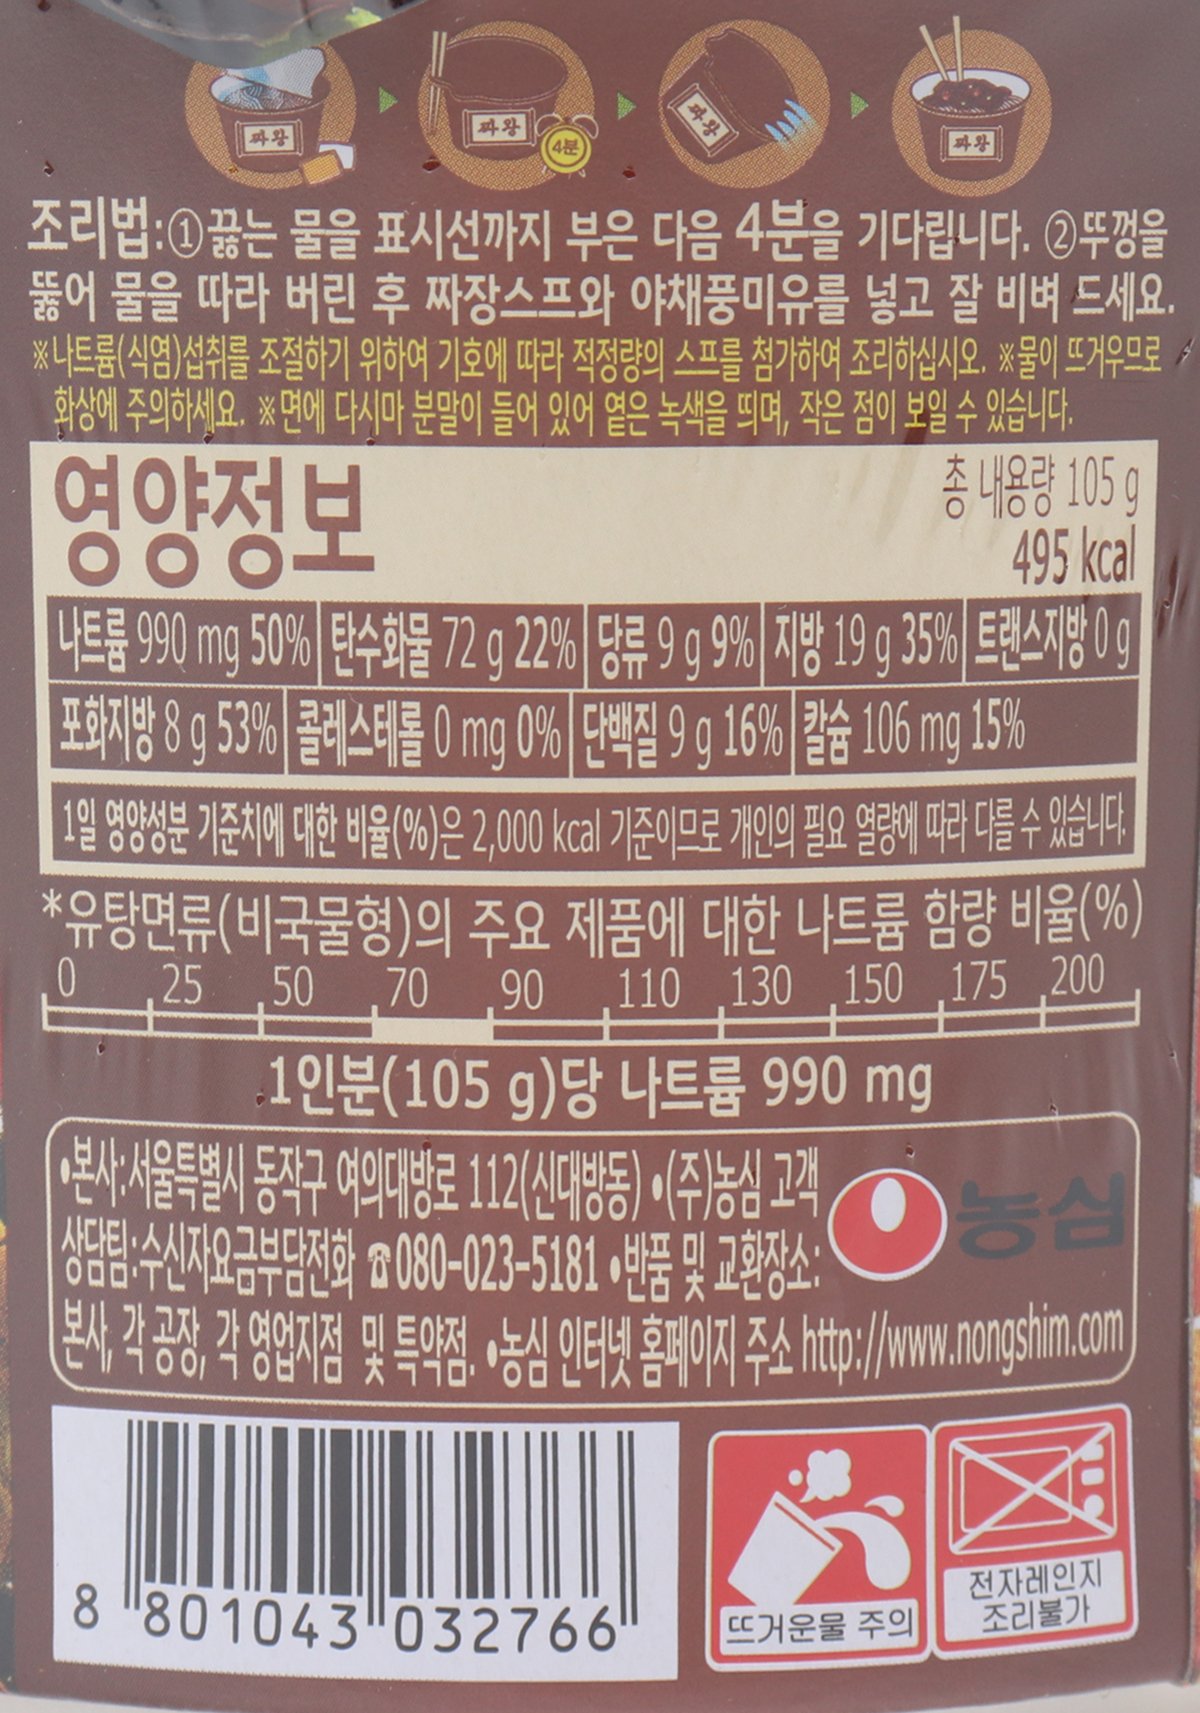 짜왕
짜왕
4분
짜왕
짜왕
조리법:①끓는 물을 표시선까지 부은 다음 4분을 기다립니다. ②뚜껑을
뚫어 물을 따라 버린 후 짜장스프와 야채풍미유를 넣고 잘 비벼 드세요.
※나트륨(식염)섭취를 조절하기 위하여 기호에 따라 적정량의 스프를 첨가하여 조리하십시오. ※물이 뜨거우므로
화상에 주의하세요. ※면에 다시마 분말이 들어 있어 옅은 녹색을 띄며, 작은 점이 보일 수 있습니다.
영양정보
총 내용량 105 g
495 kcal
나트륨 990 mg 50% 탄수화물 72 g 22% 당류 9 g 9% 지방 19 g 35% 트랜스지방 0 g
포화지방 8 g 53% 콜레스테롤 0 mg 0% 단백질 9 g 16% 칼슘 106 mg 15%
1일 영양성분 기준치에 대한 비율(%)은 2,000 kcal 기준이므로 개인의 필요 열량에 따라 다를 수 있습니다.
*유탕면류(비국물형)의 주요 제품에 대한 나트륨 함량 비율(%)
0 25 50 70 90 110 130 150 175 200
1인분(105 g)당 나트륨 990 mg
•본사:서울특별시 동작구 여의대방로 112(신대방동) •(주)농심 고객
상담팀:수신자요금부담전화 ☎080-023-5181 •반품 및 교환장소:
본사, 각 공장, 각 영업지점 및 특약점. •농심 인터넷 홈페이지 주소 http://www.nongshim.com
농심
8 801043 032766
뜨거운물 주의
전자레인지
조리불가